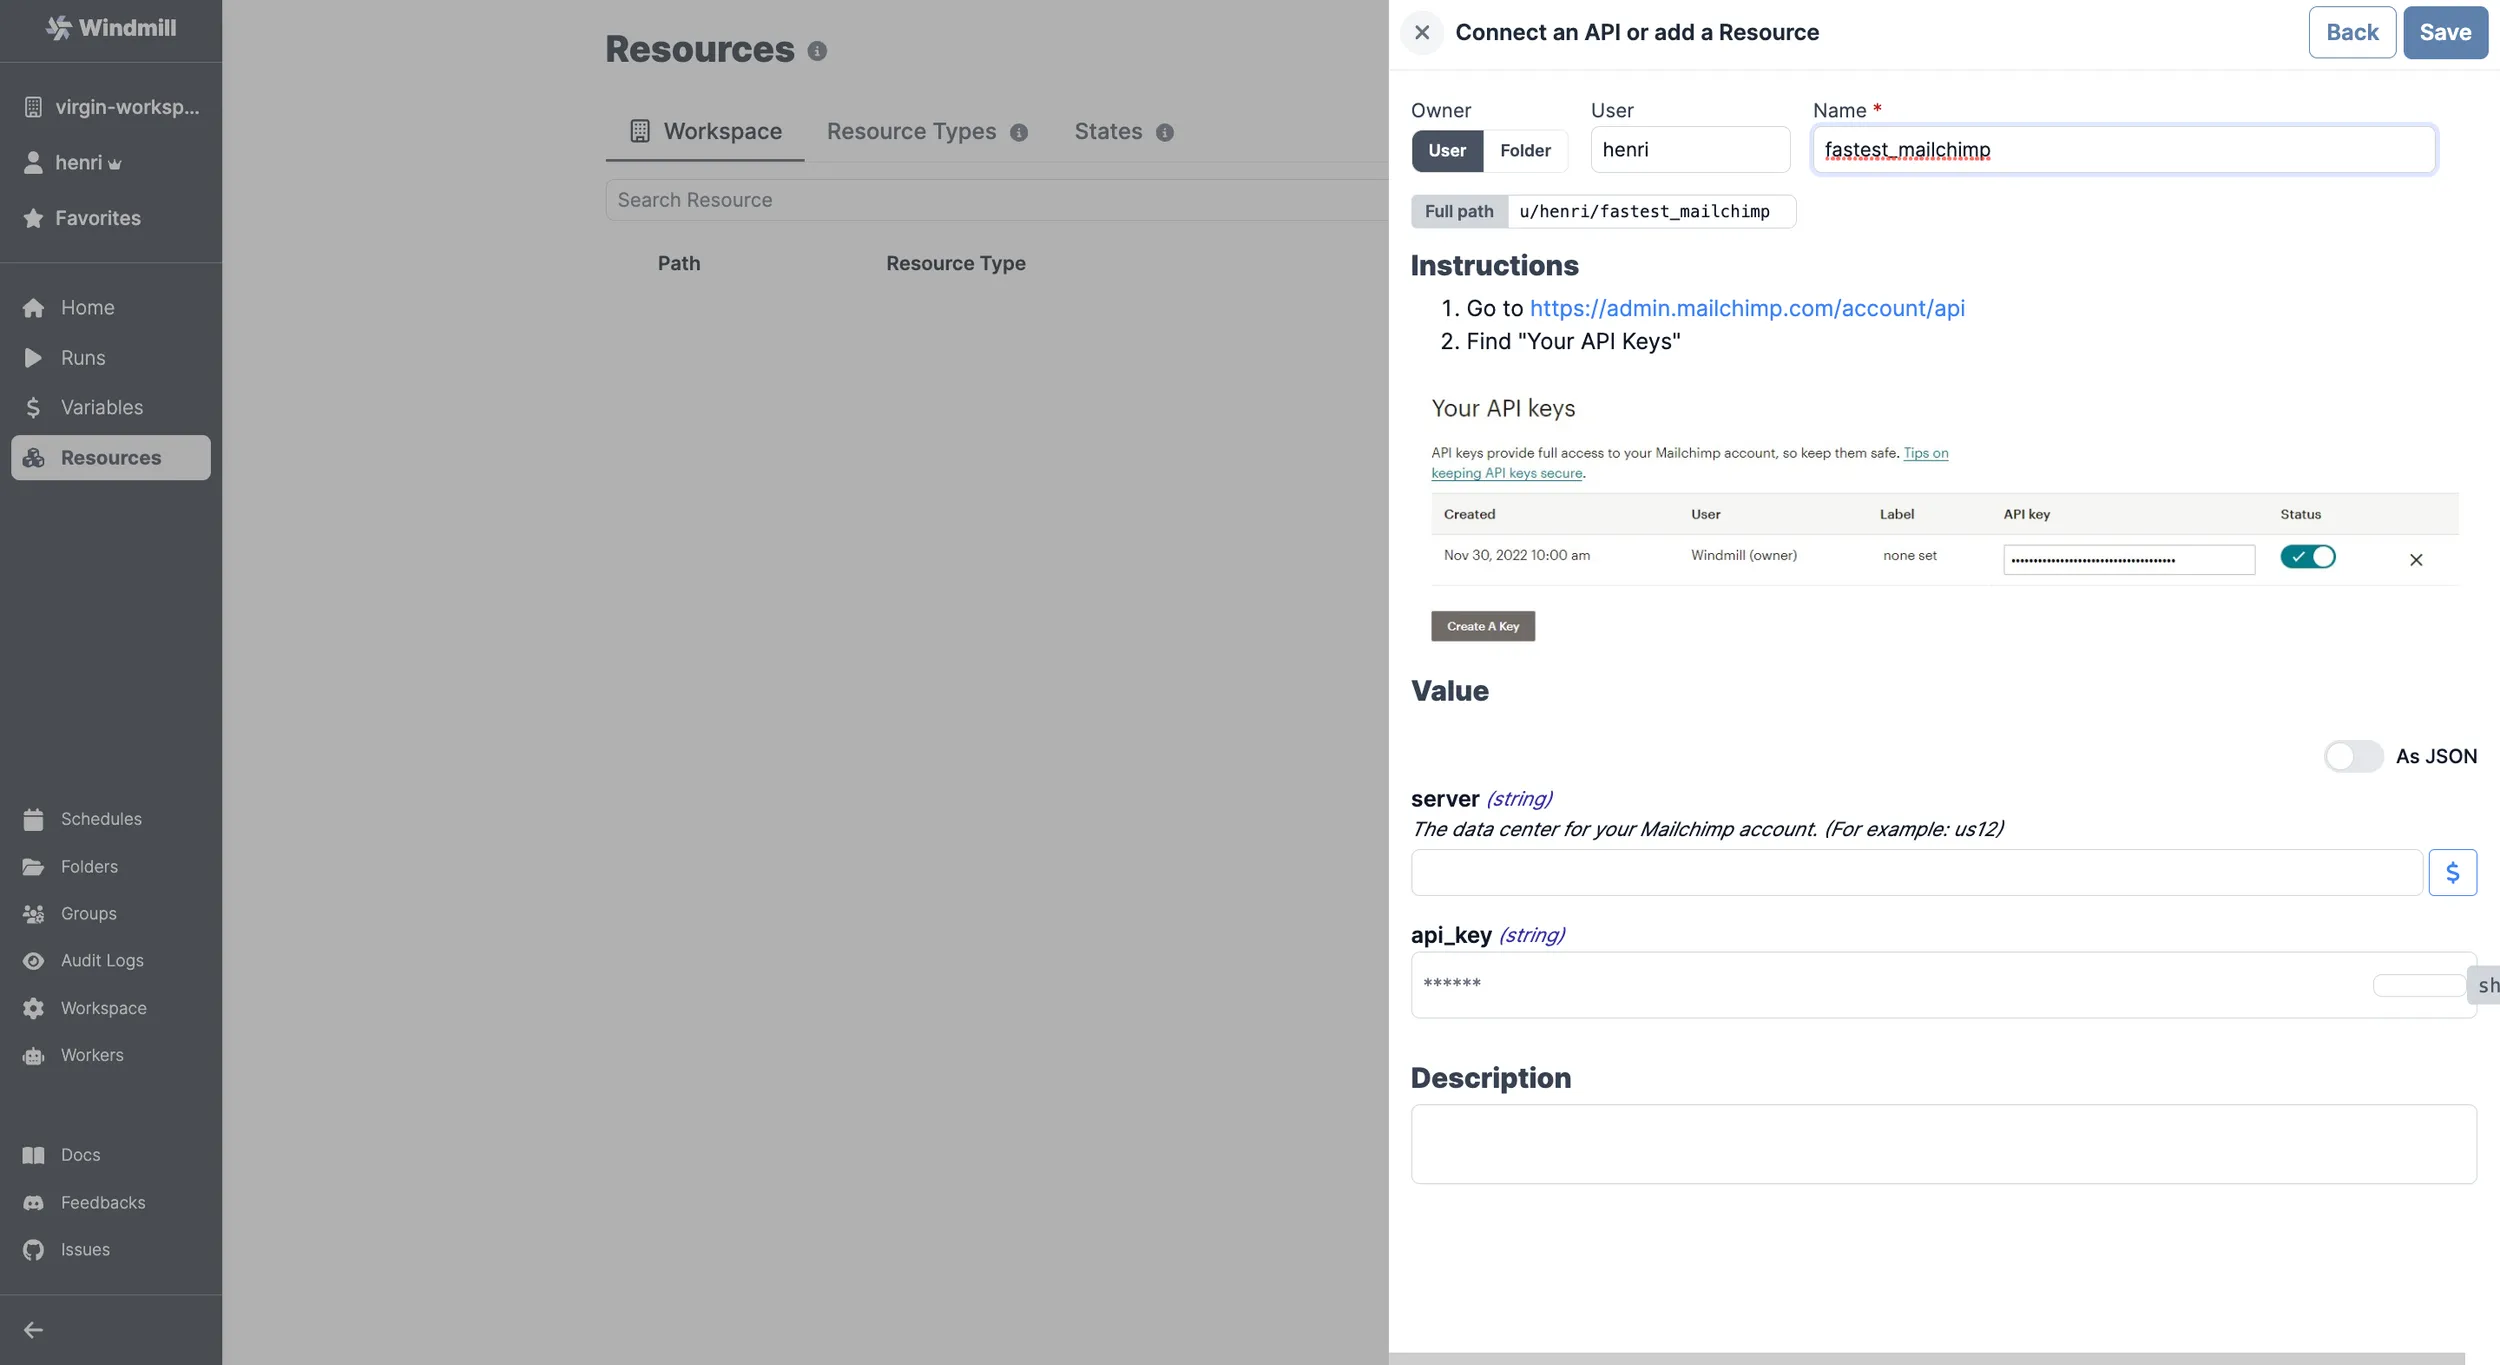 Windmill
virgin-worksp...
henri
Favorites
Home
Runs
Variables
Resources
Schedules
Folders
Groups
Audit Logs
Workspace
Workers
Docs
Feedbacks
Issues
Resources
Workspace Resource Types States
Search Resource
Path Resource Type
Connect an API or add a Resource Back Save
Owner User Name *
User Folder henri fastest_mailchimp
Full path u/henri/fastest_mailchimp
Instructions
1. Go to https://admin.mailchimp.com/account/api
2. Find "Your API Keys"
Your API keys
API keys provide full access to your Mailchimp account, so keep them safe. Tips on
keeping API keys secure.
Created User Label API key Status
Nov 30, 2022 10:00 am Windmill (owner) none set
Create A Key
Value
As JSON
server (string)
The data center for your Mailchimp account. (For example: us12)
$
api_key (string)
******
sh
Description